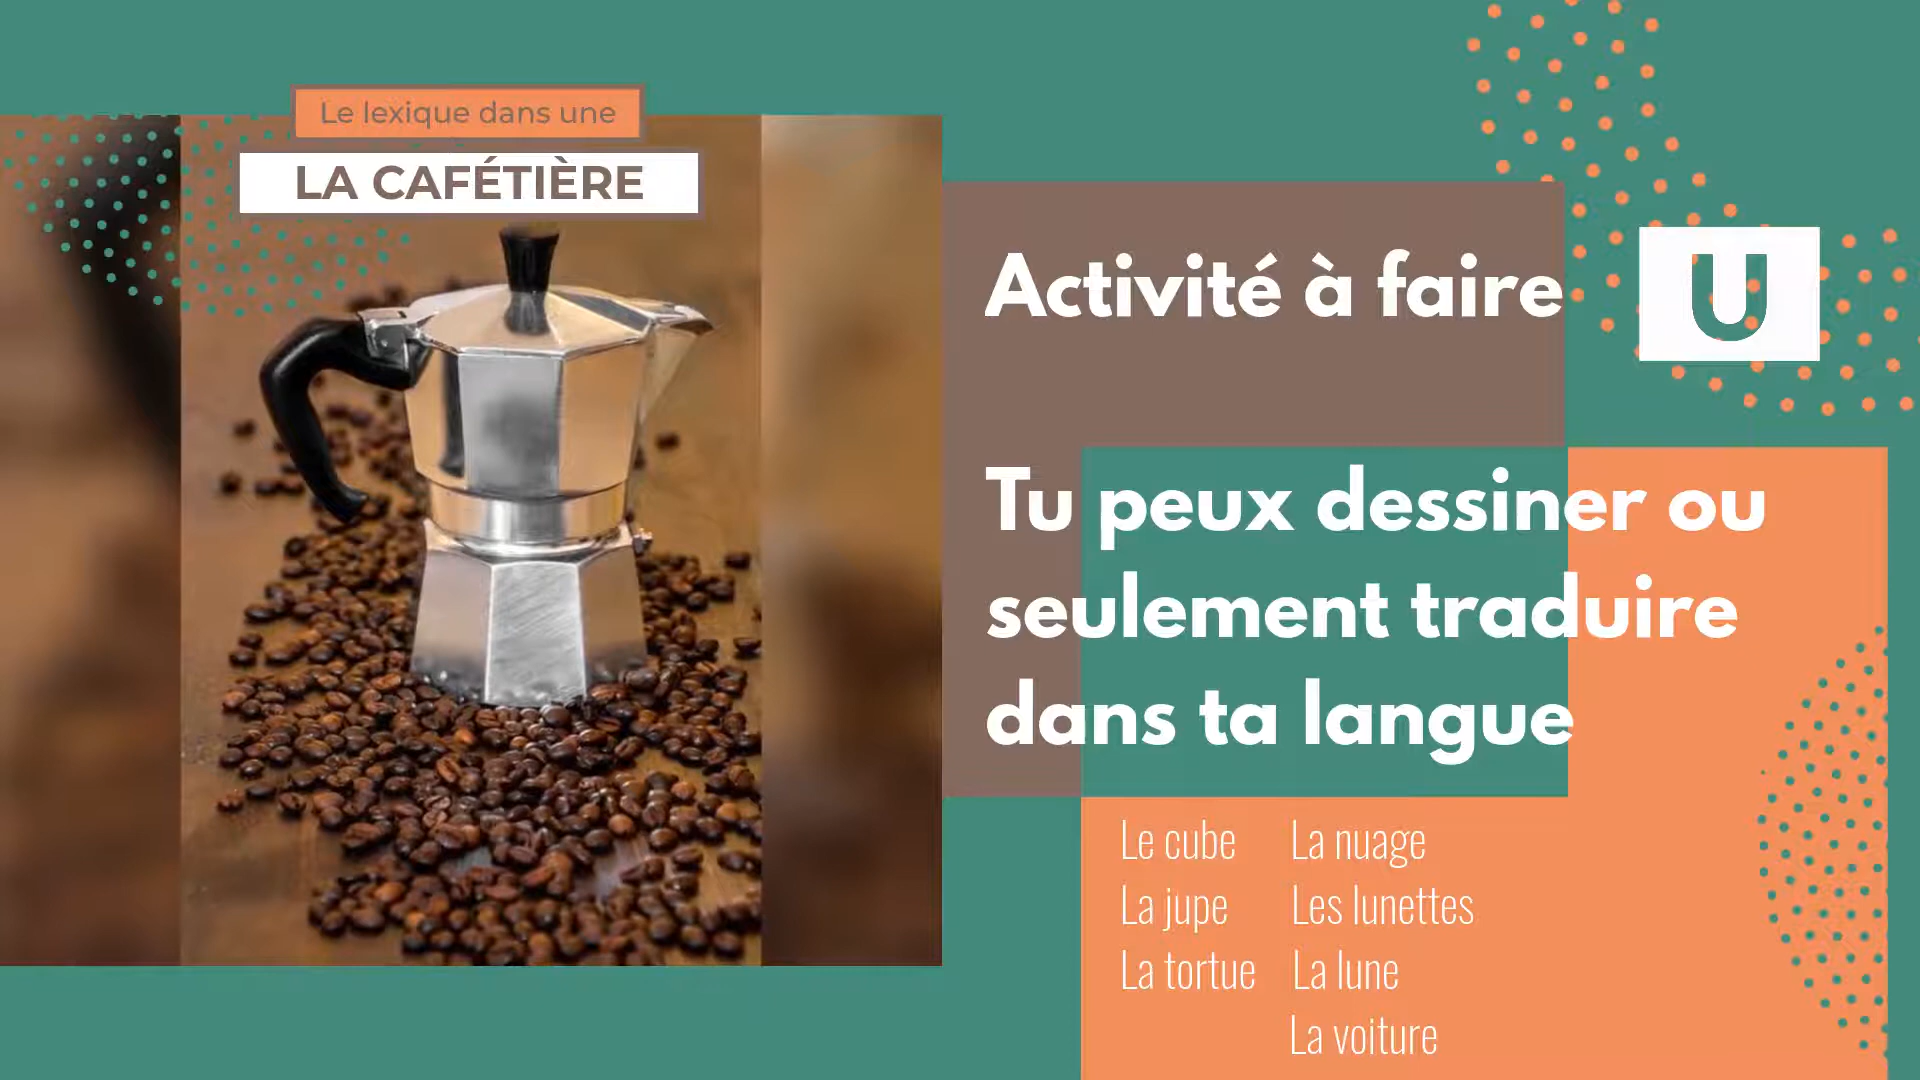 Le lexique dans une
LA CAFÉTIÈRE
Activité à faire
U
Tu peux dessiner ou
seulement traduire
dans ta langue
Le cube
La jupe
La tortue
La nuage
Les lunettes
La lune
La voiture